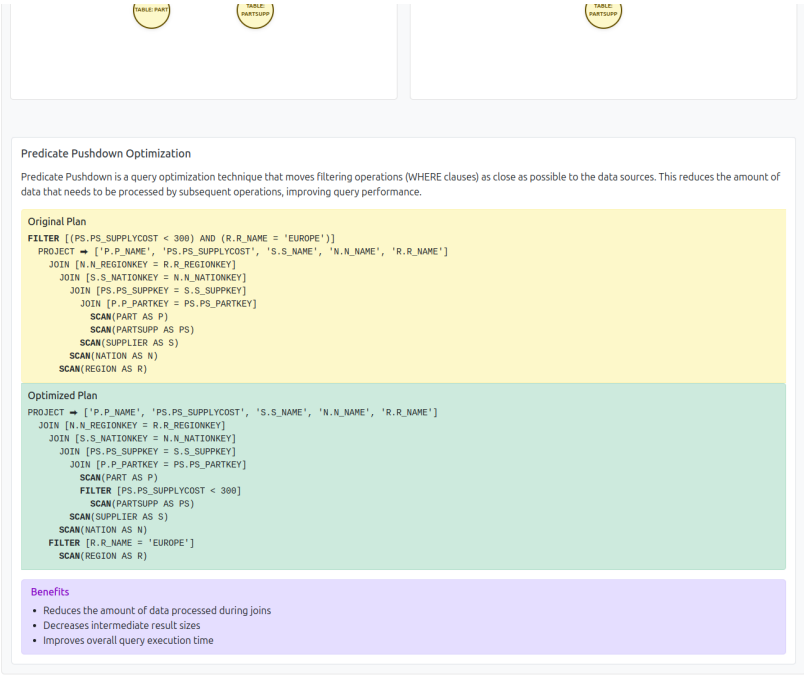 TABLE: PART
TABLE:
PARTSUPP
TABLE:
PARTSUPP
Predicate Pushdown Optimization
Predicate Pushdown is a query optimization technique that moves filtering operations (WHERE clauses) as close as possible to the data sources. This reduces the amount of
data that needs to be processed by subsequent operations, improving query performance.
Original Plan
FILTER [(PS.PS_SUPPLYCOST < 300) AND (R.R_NAME = 'EUROPE')]
PROJECT ➡ ['P.P_NAME', 'PS.PS_SUPPLYCOST', 'S.S_NAME', 'N.N_NAME', 'R.R_NAME']
JOIN [N.N_REGIONKEY = R.R_REGIONKEY]
JOIN [S.S_NATIONKEY = N.N_NATIONKEY]
JOIN [PS.PS_SUPPKEY = S.S_SUPPKEY]
JOIN [P.P_PARTKEY = PS.PS_PARTKEY]
SCAN(PART AS P)
SCAN(PARTSUPP AS PS)
SCAN(SUPPLIER AS S)
SCAN(NATION AS N)
SCAN(REGION AS R)
Optimized Plan
PROJECT ➡ ['P.P_NAME', 'PS.PS_SUPPLYCOST', 'S.S_NAME', 'N.N_NAME', 'R.R_NAME']
JOIN [N.N_REGIONKEY = R.R_REGIONKEY]
JOIN [S.S_NATIONKEY = N.N_NATIONKEY]
JOIN [PS.PS_SUPPKEY = S.S_SUPPKEY]
JOIN [P.P_PARTKEY = PS.PS_PARTKEY]
SCAN(PART AS P)
FILTER [PS.PS_SUPPLYCOST < 300]
SCAN(PARTSUPP AS PS)
SCAN(SUPPLIER AS S)
SCAN(NATION AS N)
FILTER [R.R_NAME = 'EUROPE']
SCAN(REGION AS R)
Benefits
• Reduces the amount of data processed during joins
• Decreases intermediate result sizes
• Improves overall query execution time